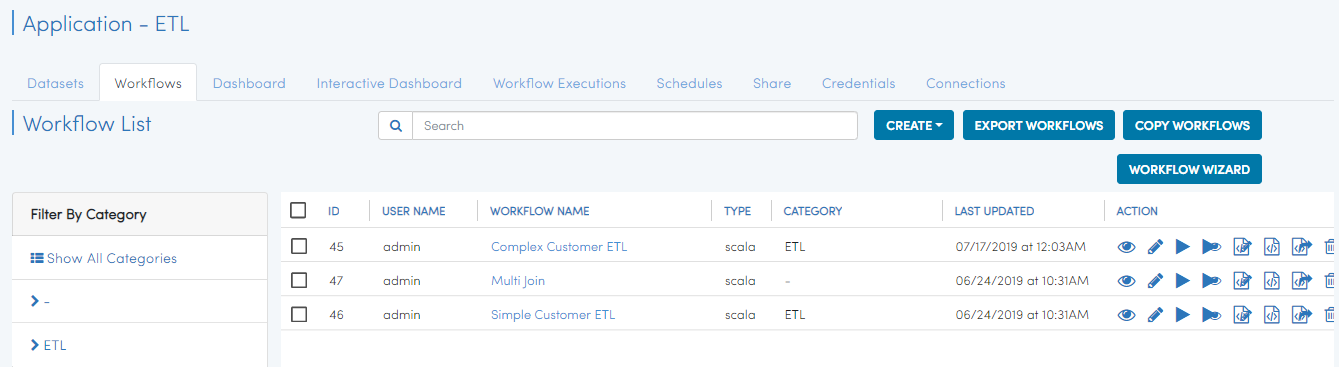 Application - ETL
Datasets Workflows Dashboard Interactive Dashboard Workflow Executions Schedules Share Credentials Connections
Workflow List Search CREATE EXPORT WORKFLOWS COPY WORKFLOWS
WORKFLOW WIZARD
Filter By Category
Show All Categories
-
ETL
ID USER NAME WORKFLOW NAME TYPE CATEGORY LAST UPDATED ACTION
45 admin Complex Customer ETL scala ETL 07/17/2019 at 12:03AM
47 admin Multi Join scala - 06/24/2019 at 10:31AM
46 admin Simple Customer ETL scala ETL 06/24/2019 at 10:31AM